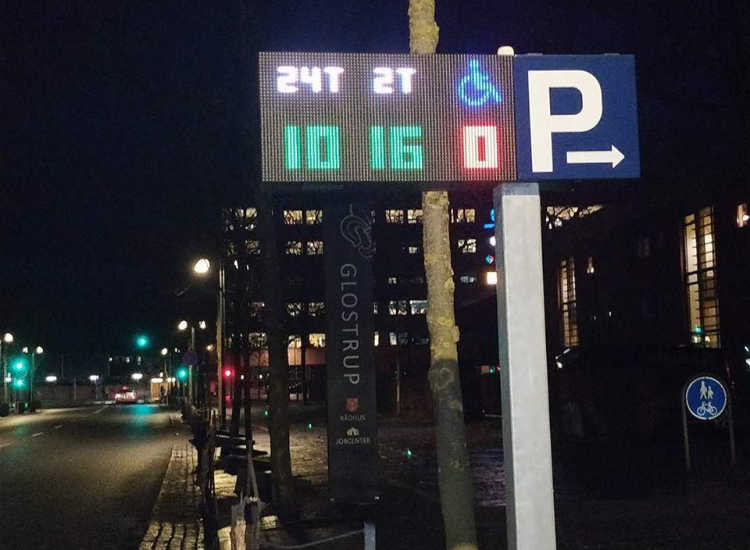 24T 2T
10 16 0
P
GLOSTRUP
RÅDHUS
JOBCENTER